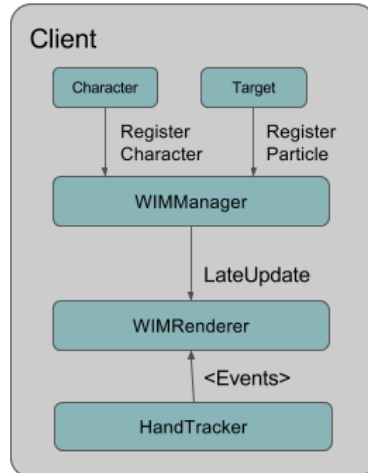 Client
Character
Target
Register
Character
Register
Particle
WIMManager
LateUpdate
WIMRenderer
<Events>
HandTracker